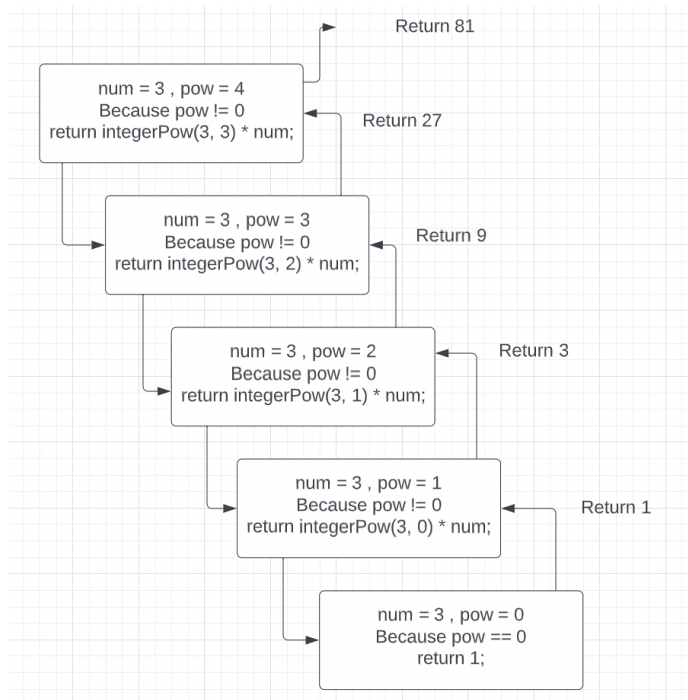 Return 81
num = 3 , pow = 4
Because pow != 0
return integerPow(3, 3) * num;
Return 27
num = 3 , pow = 3
Because pow != 0
return integerPow(3, 2) * num;
Return 9
num = 3 , pow = 2
Because pow != 0
return integerPow(3, 1) * num;
Return 3
num = 3 , pow = 1
Because pow != 0
return integerPow(3, 0) * num;
Return 1
num = 3 , pow = 0
Because pow == 0
return 1;